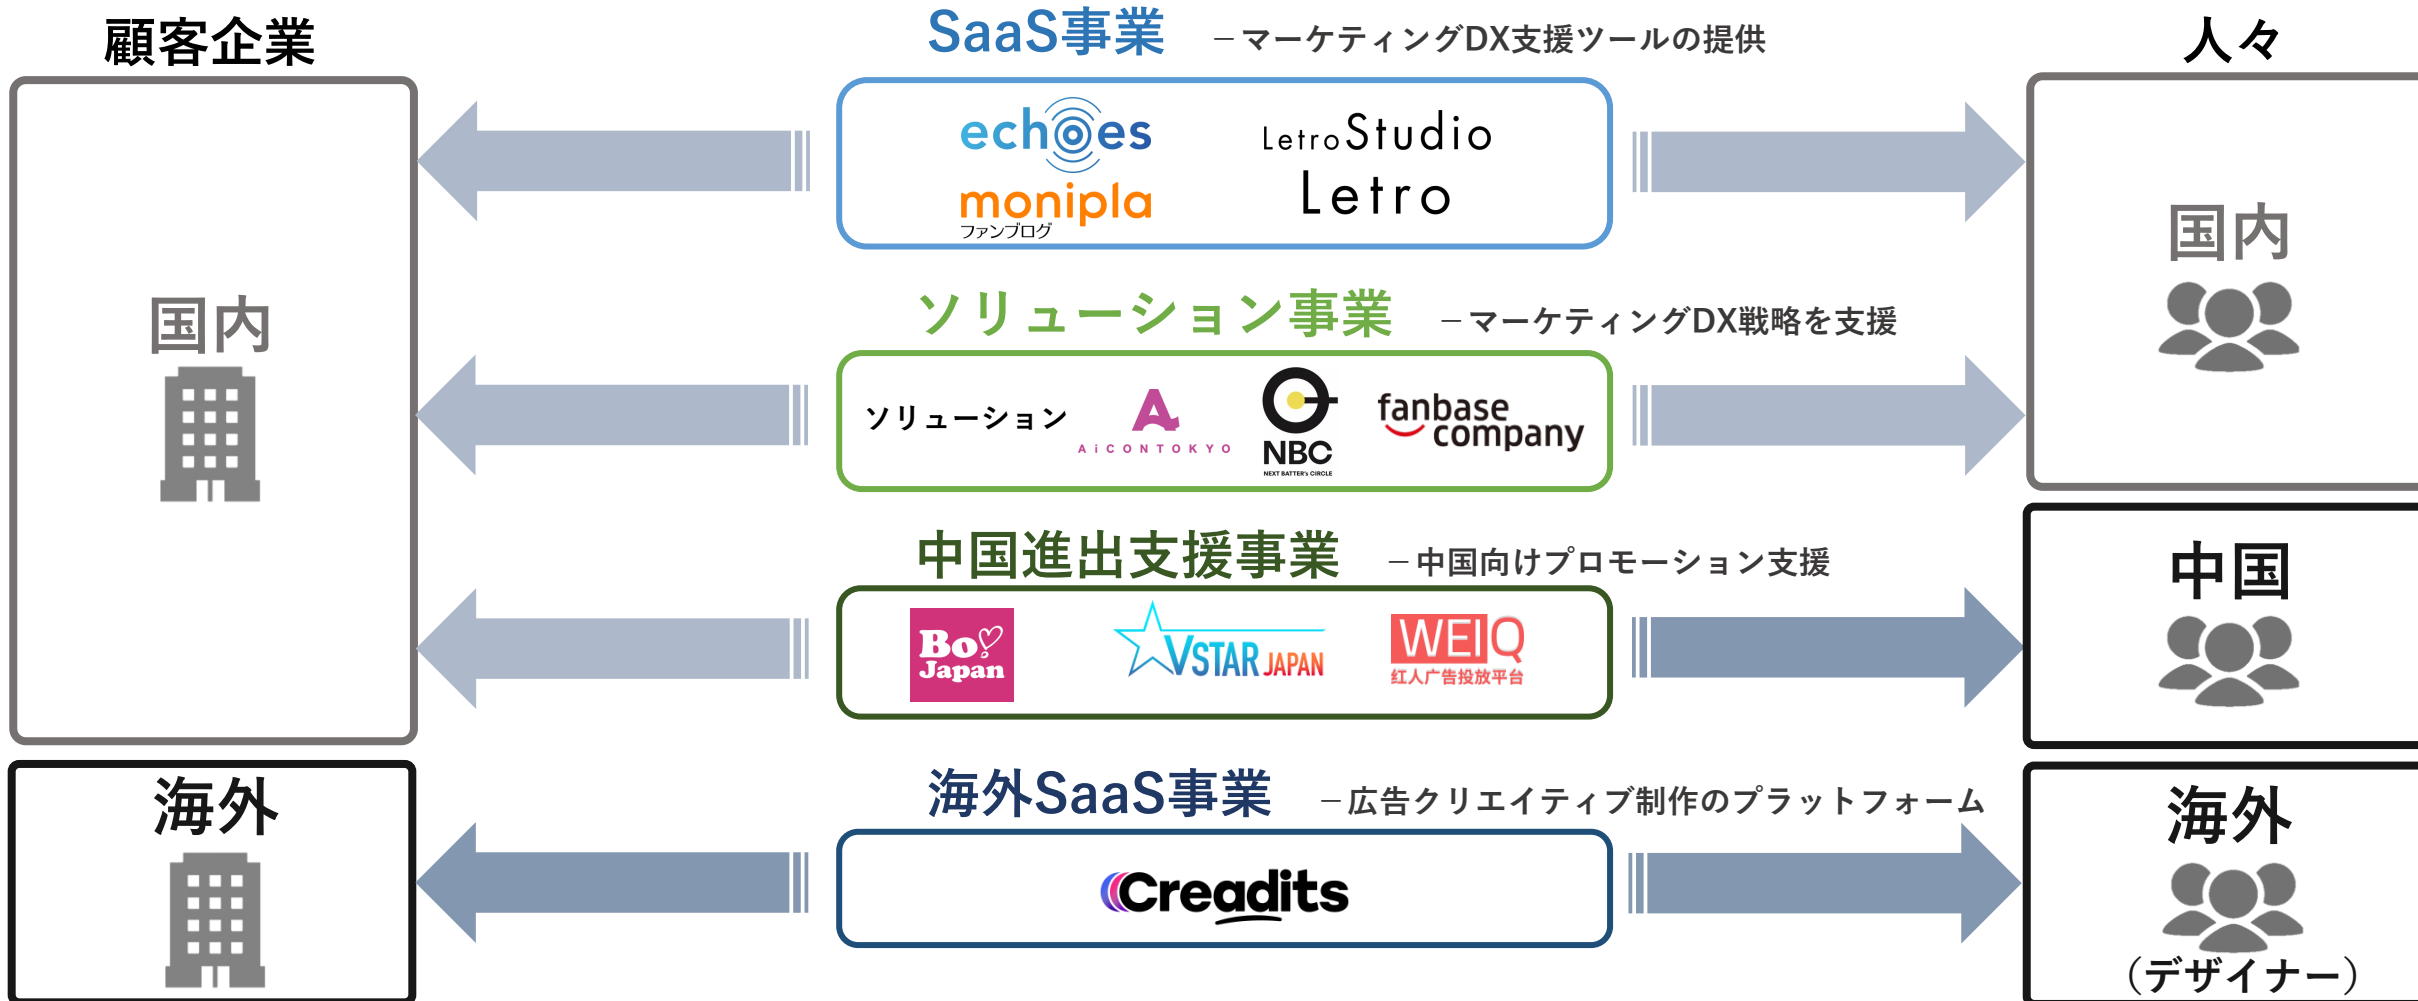 顧客企業
SaaS事業 －マーケティングDX支援ツールの提供
人々
echoes
LetroStudio
monipla
ファンブログ
Letro
国内
国内
ソリューション事業 －マーケティングDX戦略を支援
ソリューション
A
AiCONTOKYO
NBC
NEXT BATTER's CIRCLE
fanbase
company
中国進出支援事業 －中国向けプロモーション支援
中国
Bo!
Japan
VSTAR JAPAN
WEIQ
红人广告投放平台
海外
海外SaaS事業 －広告クリエイティブ制作のプラットフォーム
海外
Creadits
（デザイナー）